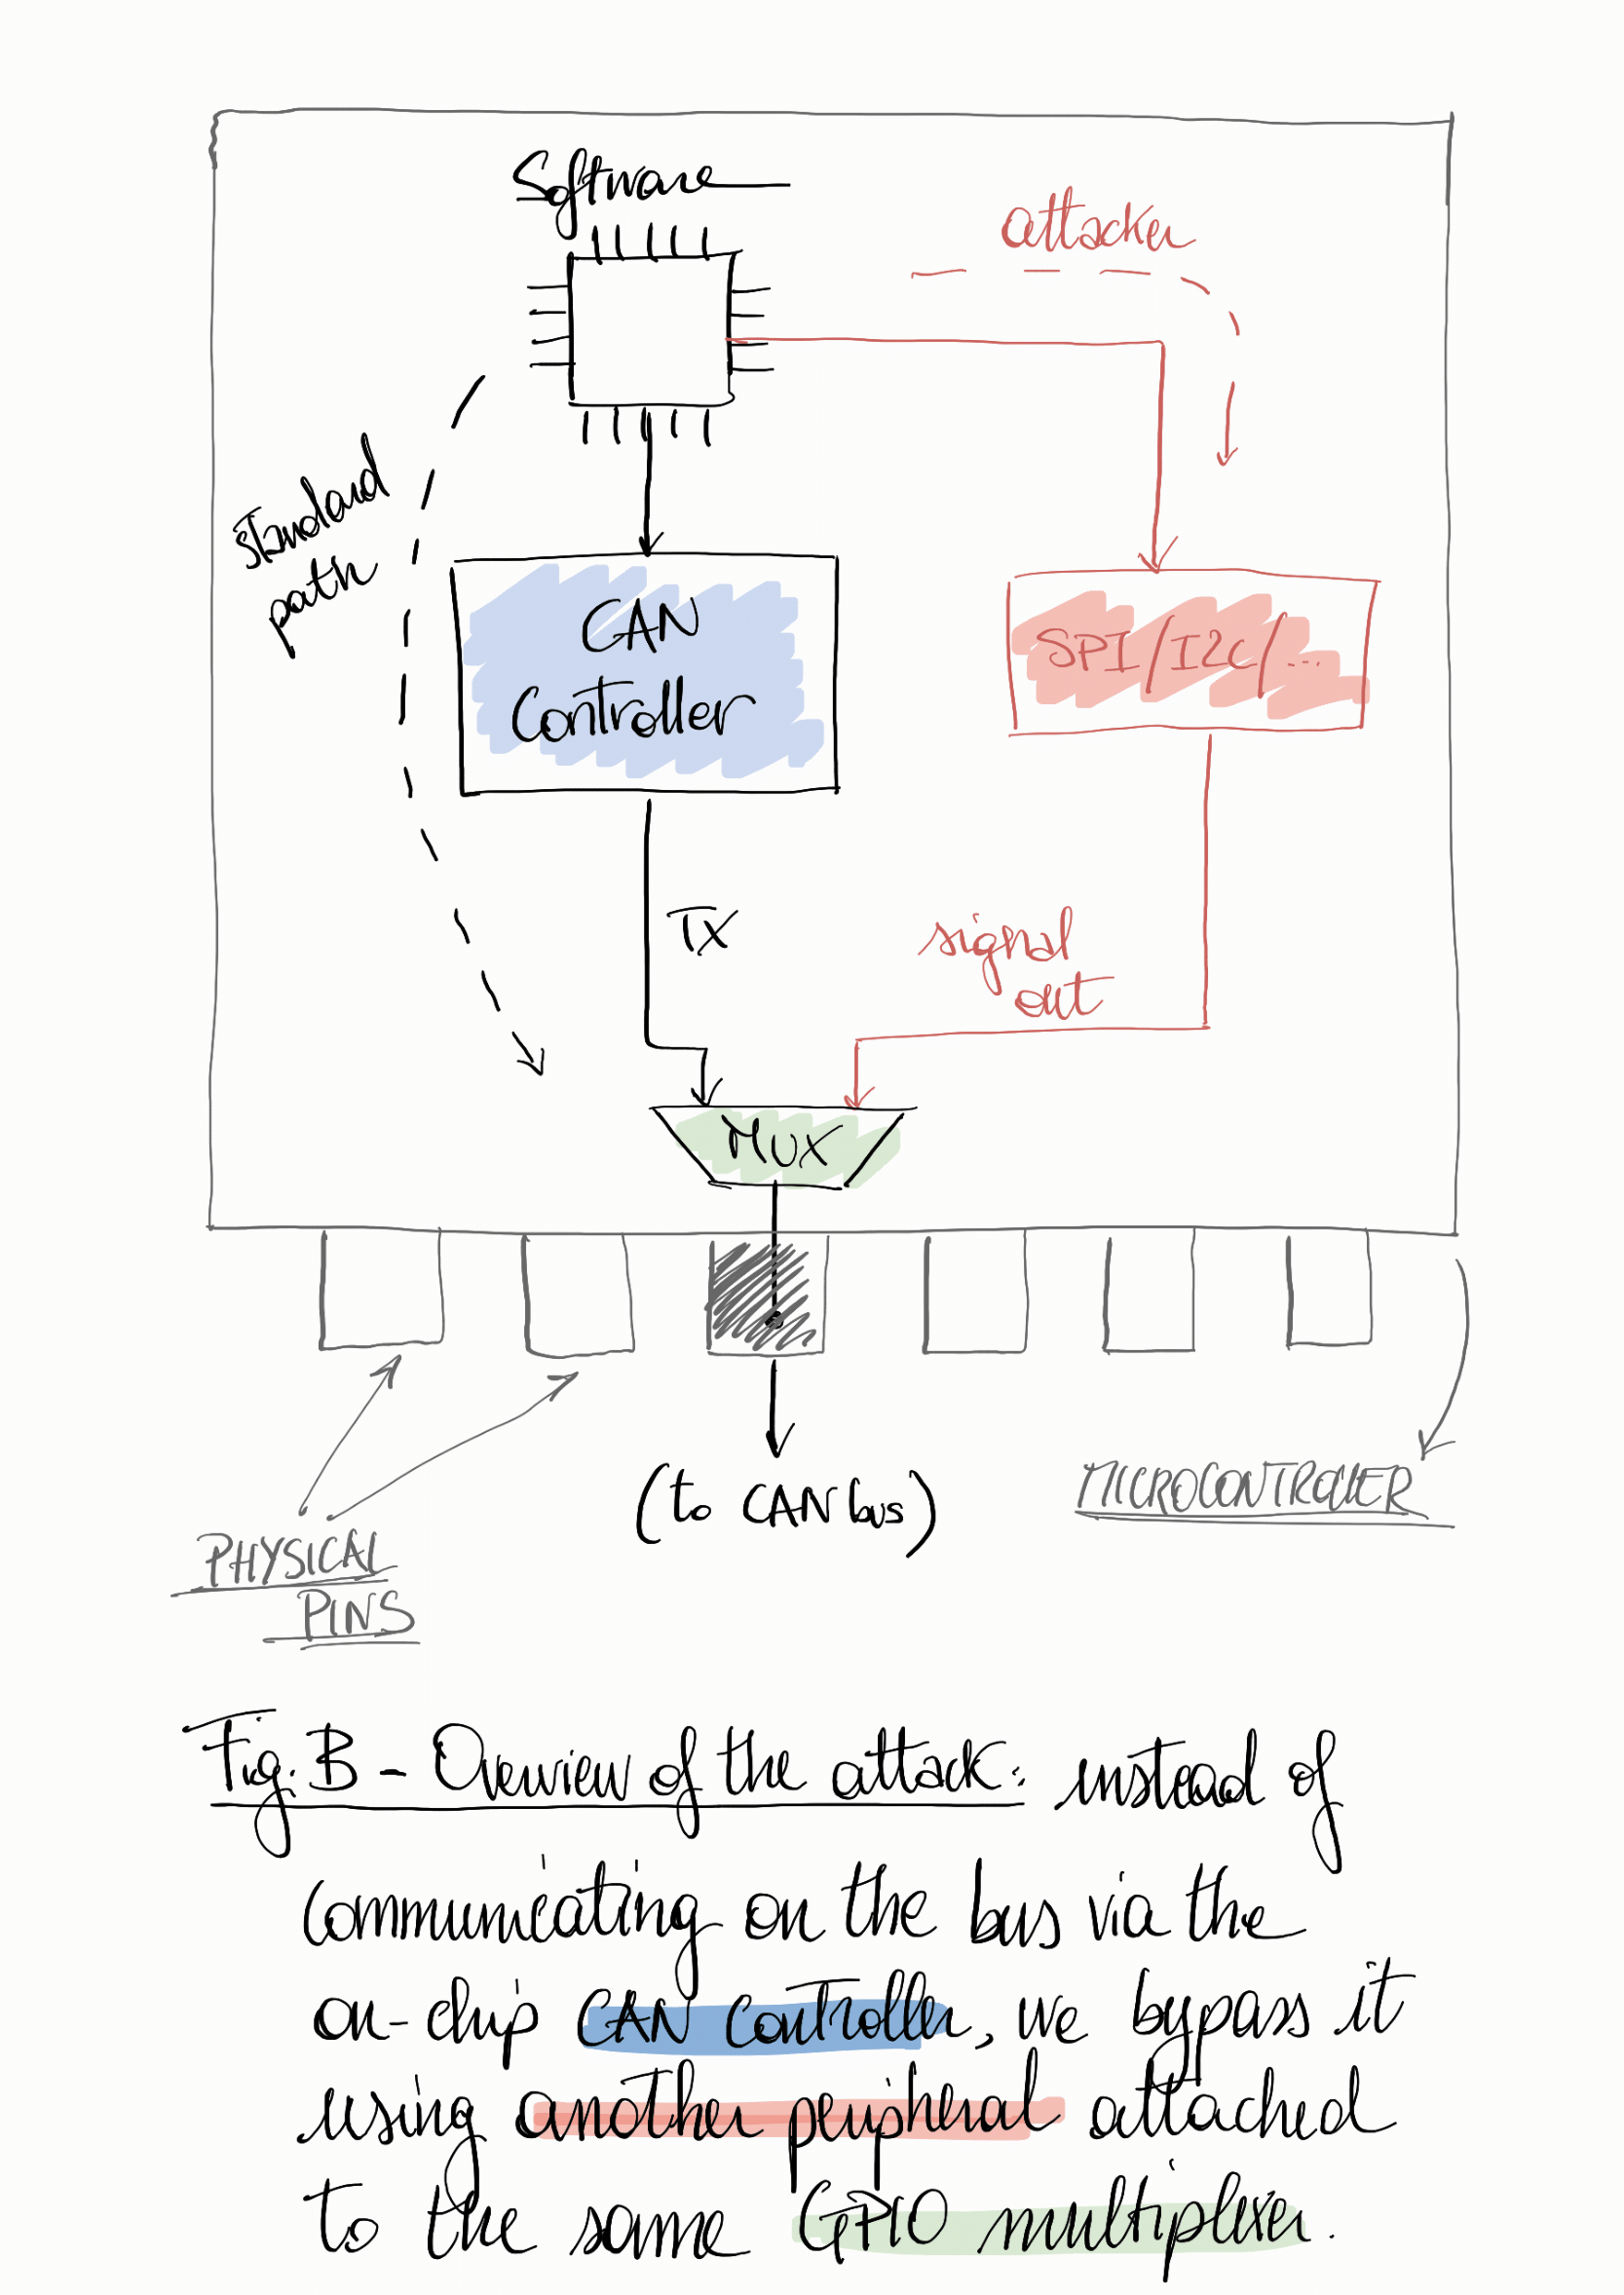 Software
attacker
standard
path
CAN
Controller
SPI/I2C/...
TX
signal
out
MUX
(to CAN bus)
MICROCONTROLLER
PHYSICAL
PINS
Fig. B - Overview of the attack: instead of
communicating on the bus via the
on-chip CAN Controller, we bypass it
using another peripheral attached
to the same GPIO multiplexer.